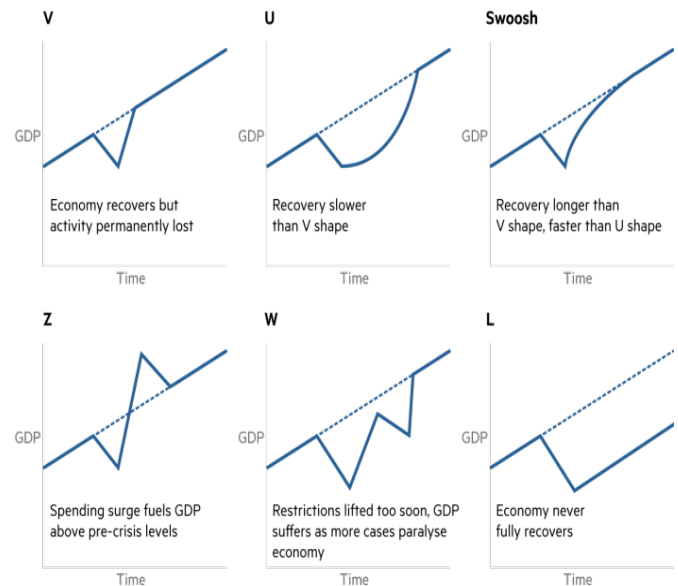 V
GDP
Economy recovers but
activity permanently lost
Time
U
GDP
Recovery slower
than V shape
Time
Swoosh
GDP
Recovery longer than
V shape, faster than U shape
Time
Z
GDP
Spending surge fuels GDP
above pre-crisis levels
Time
W
GDP
Restrictions lifted too soon, GDP
suffers as more cases paralyse
economy
Time
L
GDP
Economy never
fully recovers
Time